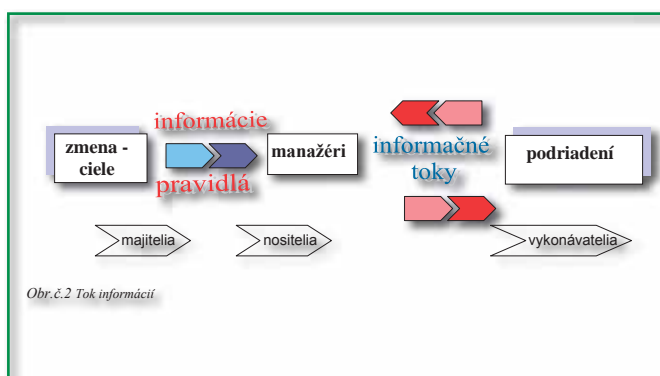 informácie
zmena -
ciele
pravidlá
manažéri
informačné
toky
podriadení
majitelia
nositelia
vykonávatelia
Obr.č.2 Tok informácií